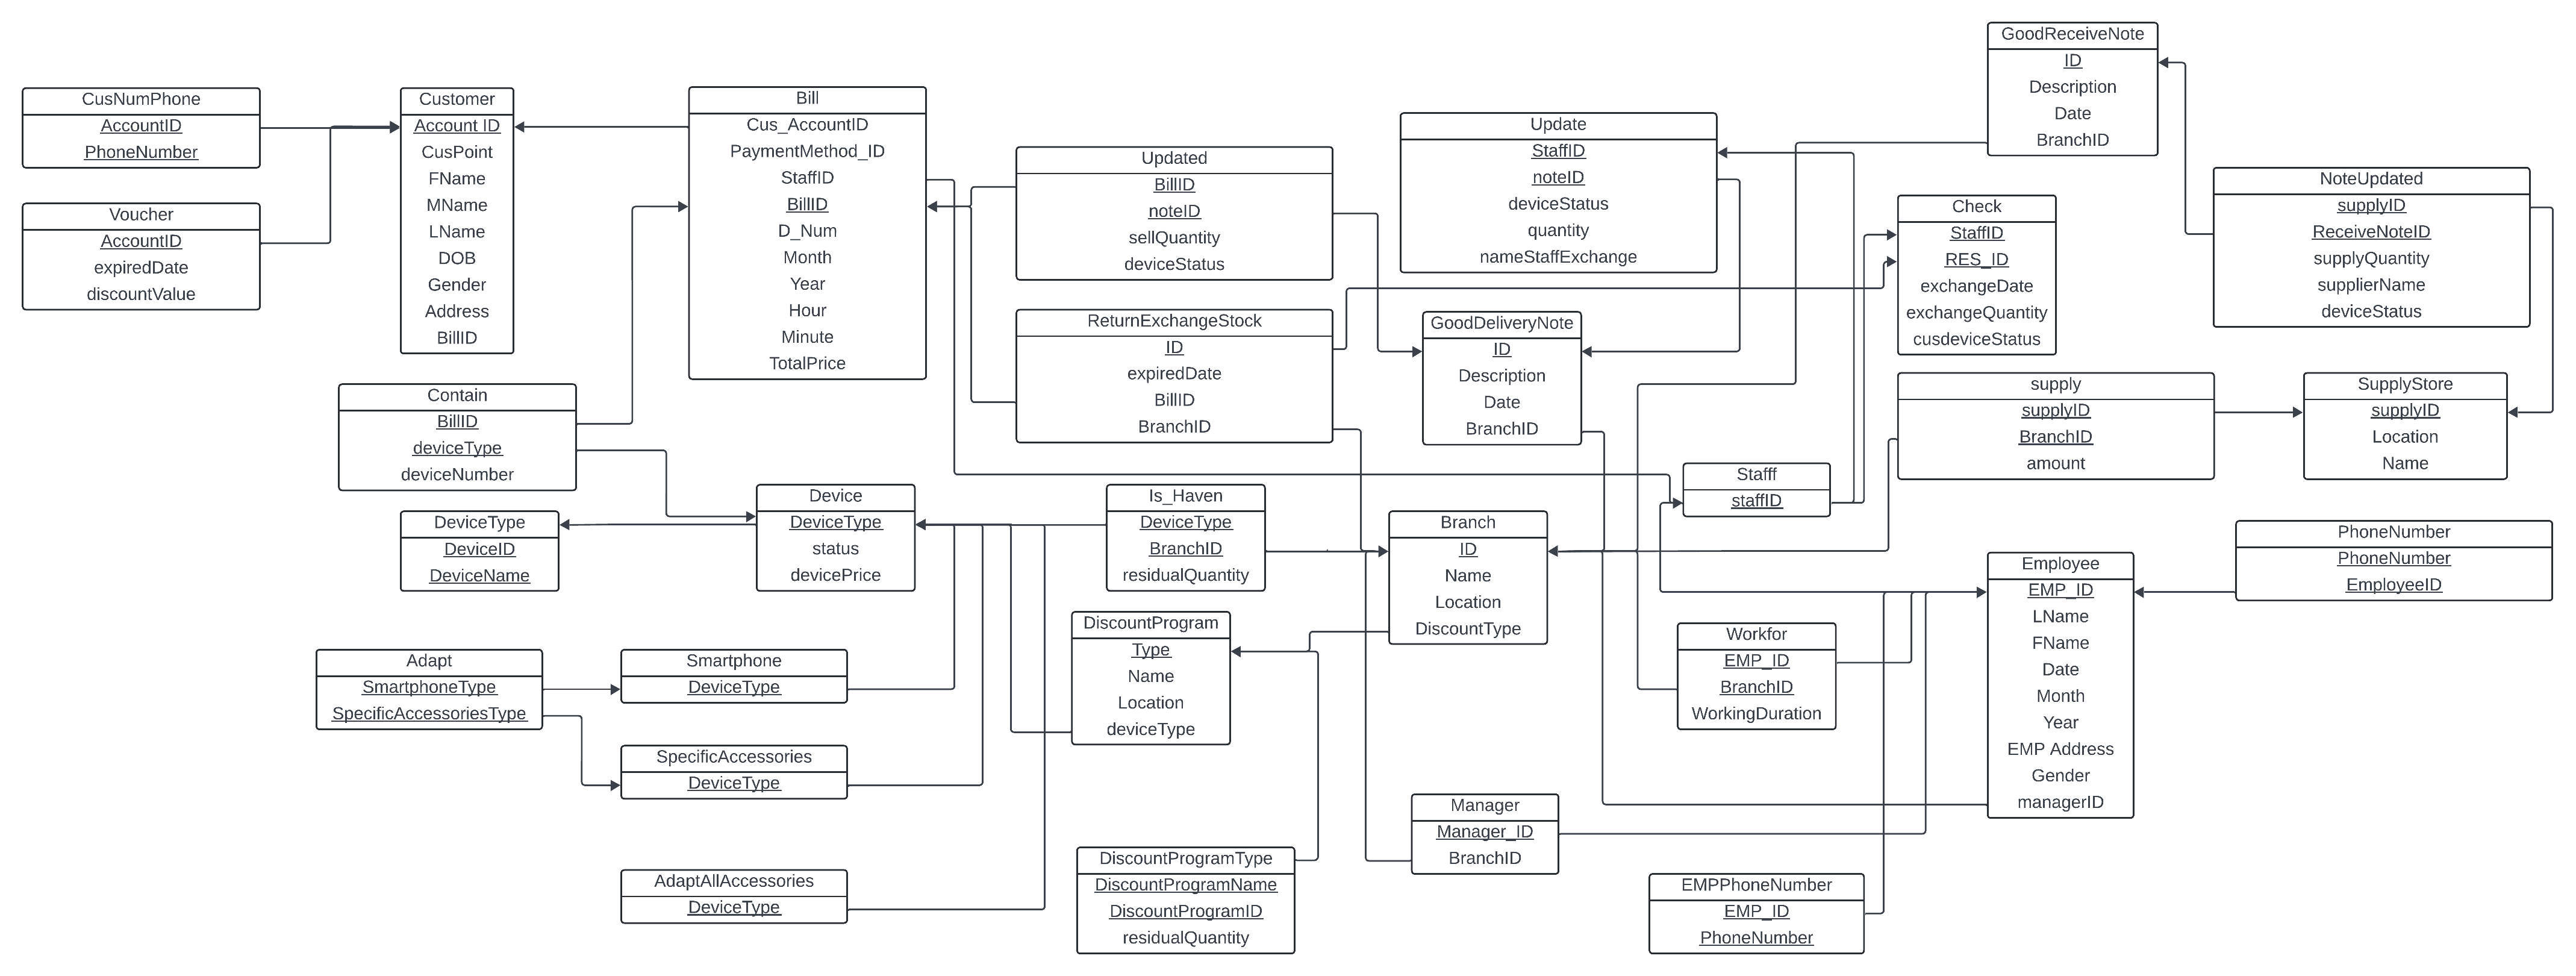 CusNumPhone
AccountID
PhoneNumber
Voucher
AccountID
expiredDate
discountValue
Customer
Account ID
CusPoint
FName
MName
LName
DOB
Gender
Address
BillID
Bill
Cus_AccountID
PaymentMethod_ID
StaffID
BillID
D_Num
Month
Year
Hour
Minute
TotalPrice
Updated
BillID
noteID
sellQuantity
deviceStatus
ReturnExchangeStock
ID
expiredDate
BillID
BranchID
Update
StaffID
noteID
deviceStatus
quantity
nameStaffExchange
GoodDeliveryNote
ID
Description
Date
BranchID
GoodReceiveNote
ID
Description
Date
BranchID
Check
StaffID
RES_ID
exchangeDate
exchangeQuantity
cusdeviceStatus
NoteUpdated
supplyID
ReceiveNoteID
supplyQuantity
supplierName
deviceStatus
supply
supplyID
BranchID
amount
SupplyStore
supplyID
Location
Name
Contain
BillID
deviceType
deviceNumber
DeviceType
DeviceID
DeviceName
Device
DeviceType
status
devicePrice
Is_Haven
DeviceType
BranchID
residualQuantity
Branch
ID
Name
Location
DiscountType
Stafff
staffID
Employee
EMP_ID
LName
FName
Date
Month
Year
EMP Address
Gender
managerID
PhoneNumber
PhoneNumber
EmployeeID
DiscountProgram
Type
Name
Location
deviceType
Workfor
EMP_ID
BranchID
WorkingDuration
Adapt
SmartphoneType
SpecificAccessoriesType
Smartphone
DeviceType
SpecificAccessories
DeviceType
AdaptAllAccessories
DeviceType
DiscountProgramType
DiscountProgramName
DiscountProgramID
residualQuantity
Manager
Manager_ID
BranchID
EMPPhoneNumber
EMP_ID
PhoneNumber